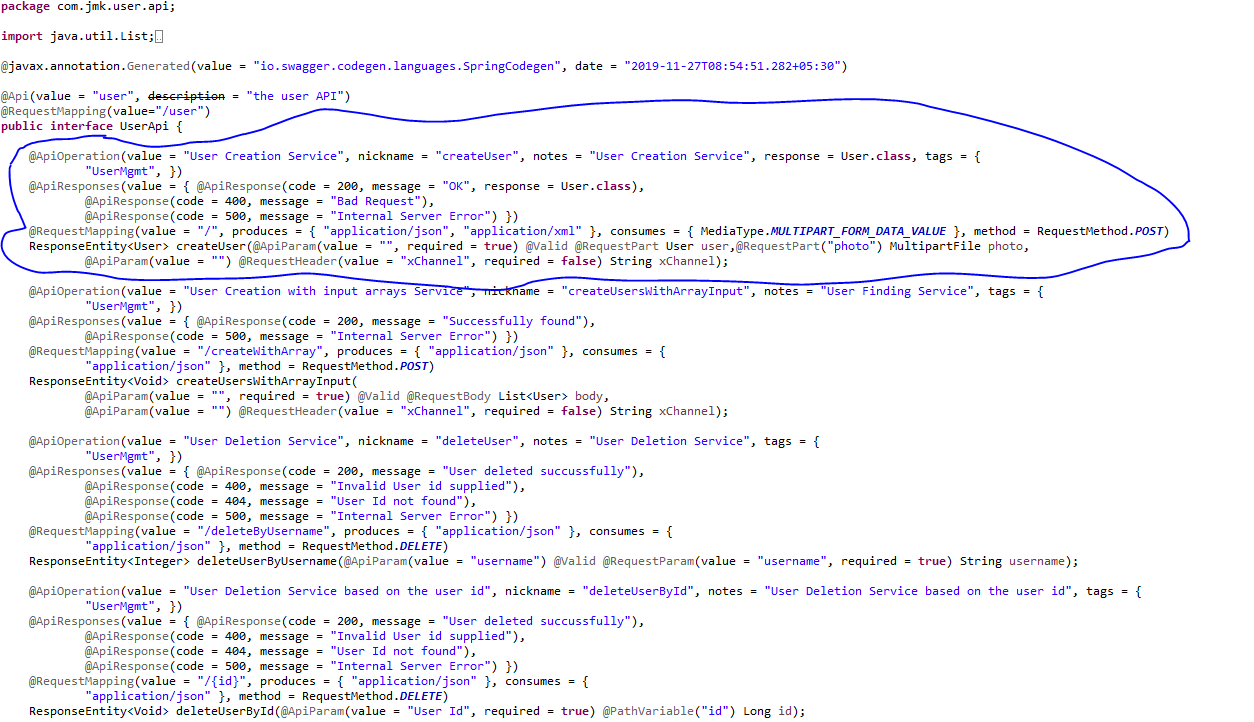 package com.jmk.user.api;
import java.util.List;
@javax.annotation.Generated(value = "io.swagger.codegen.languages.SpringCodegen", date = "2019-11-27T08:54:51.282+05:30")
@Api(value = "user", description = "the user API")
@RequestMapping(value="/user")
public interface UserApi {
@ApiOperation(value = "User Creation Service", nickname = "createUser", notes = "User Creation Service", response = User.class, tags = {
"UserMgmt", })
@ApiResponses(value = { @ApiResponse(code = 200, message = "OK", response = User.class),
@ApiResponse(code = 400, message = "Bad Request"),
@ApiResponse(code = 500, message = "Internal Server Error") })
@RequestMapping(value = "/", produces = { "application/json", "application/xml" }, consumes = { MediaType.MULTIPART_FORM_DATA_VALUE }, method = RequestMethod.POST)
ResponseEntity<User> createUser(@ApiParam(value = "", required = true) @Valid @RequestPart User user,@RequestPart("photo") MultipartFile photo,
@ApiParam(value = "") @RequestHeader(value = "xChannel", required = false) String xChannel);
@ApiOperation(value = "User Creation with input arrays Service", nickname = "createUsersWithArrayInput", notes = "User Finding Service", tags = {
"UserMgmt", })
@ApiResponses(value = { @ApiResponse(code = 200, message = "Successfully found"),
@ApiResponse(code = 500, message = "Internal Server Error") })
@RequestMapping(value = "/createWithArray", produces = { "application/json" }, consumes = {
"application/json" }, method = RequestMethod.POST)
ResponseEntity<Void> createUsersWithArrayInput(
@ApiParam(value = "", required = true) @Valid @RequestBody List<User> body,
@ApiParam(value = "") @RequestHeader(value = "xChannel", required = false) String xChannel);
@ApiOperation(value = "User Deletion Service", nickname = "deleteUser", notes = "User Deletion Service", tags = {
"UserMgmt", })
@ApiResponses(value = { @ApiResponse(code = 200, message = "User deleted succussfully"),
@ApiResponse(code = 400, message = "Invalid User id supplied"),
@ApiResponse(code = 404, message = "User Id not found"),
@ApiResponse(code = 500, message = "Internal Server Error") })
@RequestMapping(value = "/deleteByUsername", produces = { "application/json" }, consumes = {
"application/json" }, method = RequestMethod.DELETE)
ResponseEntity<Integer> deleteUserByUsername(@ApiParam(value = "username") @Valid @RequestParam(value = "username", required = true) String username);
@ApiOperation(value = "User Deletion Service based on the user id", nickname = "deleteUserById", notes = "User Deletion Service based on the user id", tags = {
"UserMgmt", })
@ApiResponses(value = { @ApiResponse(code = 200, message = "User deleted succussfully"),
@ApiResponse(code = 400, message = "Invalid User id supplied"),
@ApiResponse(code = 404, message = "User Id not found"),
@ApiResponse(code = 500, message = "Internal Server Error") })
@RequestMapping(value = "/{id}", produces = { "application/json" }, consumes = {
"application/json" }, method = RequestMethod.DELETE)
ResponseEntity<Void> deleteUserById(@ApiParam(value = "User Id", required = true) @PathVariable("id") Long id);